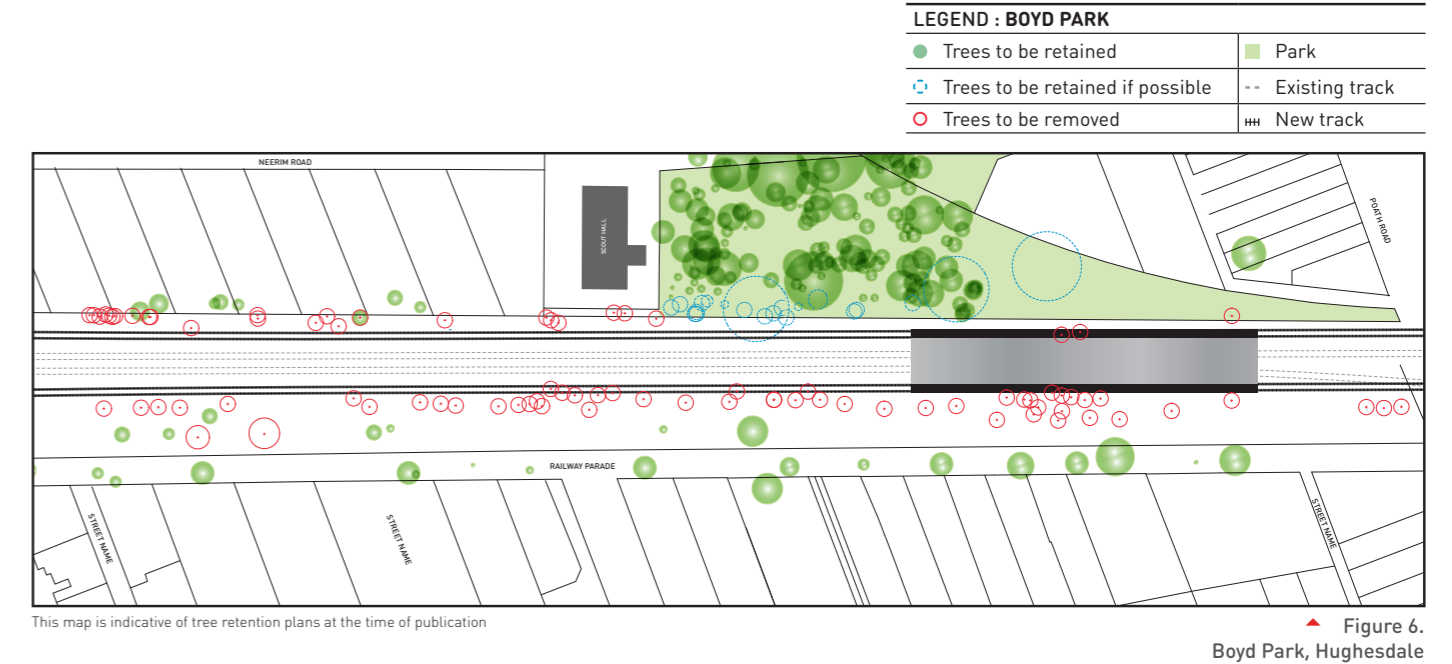 LEGEND : BOYD PARK
Trees to be retained
Park
Trees to be retained if possible
Existing track
Trees to be removed
New track
NEERIM ROAD
SCOUT HALL
POATH ROAD
RAILWAY PARADE
STREET NAME
STREET NAME
STREET NAME
This map is indicative of tree retention plans at the time of publication
Figure 6.
Boyd Park, Hughesdale